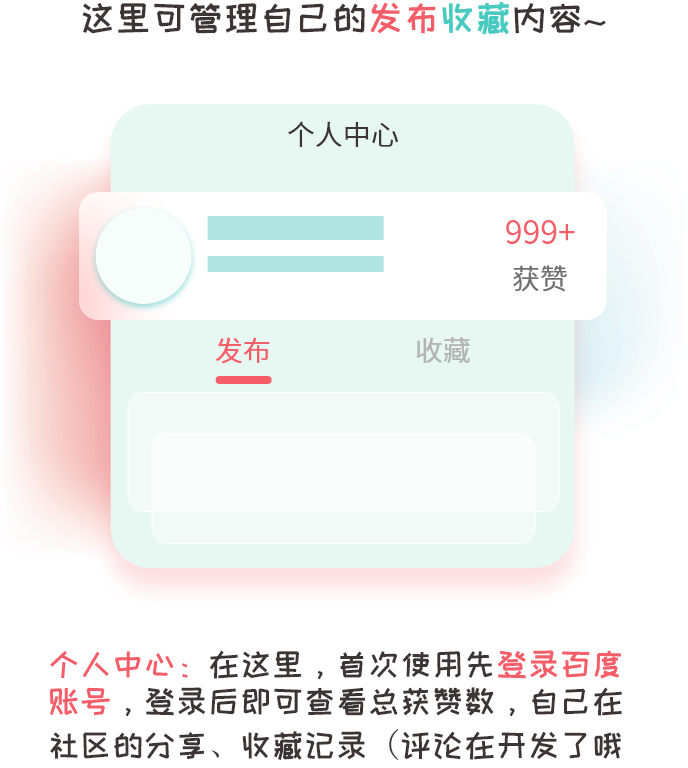 这里可管理自己的发布收藏内容~
个人中心
999+
获赞
发布 收藏
个人中心：在这里，首次使用先登录百度
账号，登录后即可查看总获赞数，自己在
社区的分享、收藏记录（评论在开发了哦